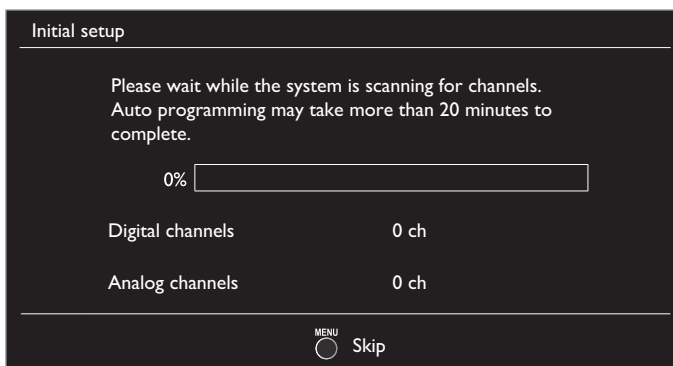 Initial setup
Please wait while the system is scanning for channels.
Auto programming may take more than 20 minutes to
complete.
0%
Digital channels 0 ch
Analog channels 0 ch
MENU
Skip